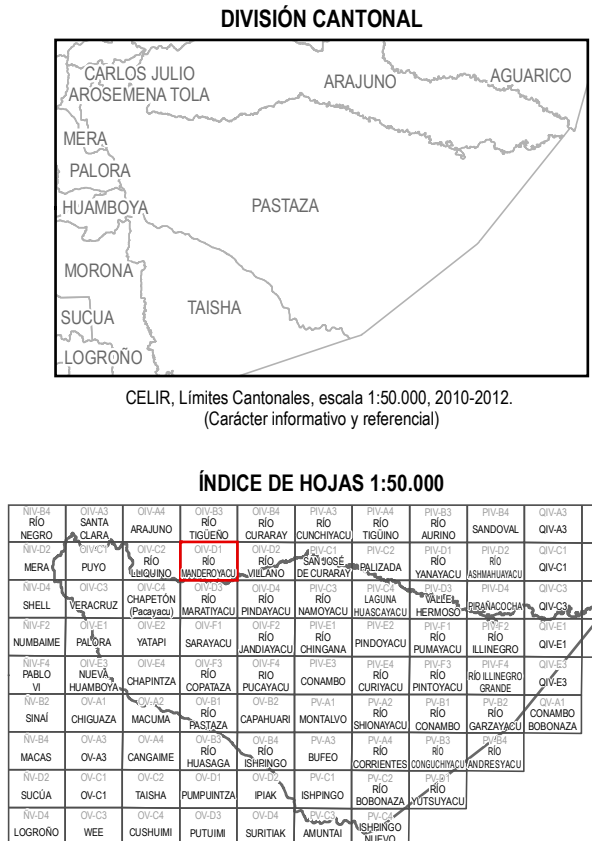 DIVISIÓN CANTONAL
CARLOS JULIO
AROSEMENA TOLA
ARAJUNO
AGUARICO
MERA
PALORA
HUAMBOYA
PASTAZA
MORONA
TAISHA
SUCUA
LOGROÑO
CELIR, Límites Cantonales, escala 1:50.000, 2010-2012.
(Carácter informativo y referencial)
ÍNDICE DE HOJAS 1:50.000
ÑIV-B4 OIV-A3 OIV-A4 OIV-B3 OIV-B4 PIV-A3 PIV-A4 PIV-B3 PIV-B4 QIV-A3
RÍO NEGRO SANTA CLARA ARAJUNO RÍO TIGÜEÑO RÍO CURARAY RÍO CUNCHIYACU RÍO TIGÜINO RÍO AURINO SANDOVAL QIV-A3
ÑIV-D2 OIV-C1 OIV-C2 OIV-D1 OIV-D2 PIV-C1 PIV-C2 PIV-D1 PIV-D2 QIV-C1
MERA PUYO RÍO LLIQUINO RÍO MANDEROYACU RÍO VILLANO SAN JOSÉ DE CURARAY PALIZADA RÍO YANAYACU RÍO ASHMAHUAYACU QIV-C1
ÑIV-D4 OIV-C3 OIV-C4 OIV-D3 OIV-D4 PIV-C3 PIV-C4 PIV-D3 PIV-D4 QIV-C3
SHELL VERACRUZ CHAPETÓN (Pacayacu) RÍO MARATIYACU RÍO PINDAYACU RÍO NAMOYACU LAGUNA HUASCAYACU VALLE HERMOSO PIRAÑACOCHA QIV-C3
ÑIV-F2 OIV-E1 OIV-E2 OIV-F1 OIV-F2 PIV-E1 PIV-E2 PIV-F1 PIV-F2 QIV-E1
NUMBAIME PALORA YATAPI SARAYACU RÍO JANDIAYACU RÍO CHINGANA PINDOYACU RÍO PUMAYACU RÍO ILLINEGRO QIV-E1
ÑIV-F4 OIV-E3 OIV-E4 OIV-F3 OIV-F4 PIV-E3 PIV-E4 PIV-F3 PIV-F4 QIV-E3
PABLO VI NUEVA HUAMBOYA CHAPINTZA RÍO COPATAZA RÍO PUCAYACU CONAMBO RÍO CURIYACU RÍO PINTOYACU RÍO ILLINEGRO GRANDE QIV-E3
ÑV-B2 OV-A1 OV-A2 OV-B1 OV-B2 PV-A1 PV-A2 PV-B1 PV-B2 QV-A1
SINAÍ CHIGUAZA MACUMA RÍO PASTAZA CAPAHUARI MONTALVO RÍO SHIONAYACU RÍO CONAMBO RÍO GARZAYACU CONAMBO BOBONAZA
ÑV-B4 OV-A3 OV-A4 OV-B3 OV-B4 PV-A3 PV-A4 PV-B3 PV-B4
MACAS OV-A3 CANGAIME RÍO HUASAGA RÍO ISHPINGO BUFEO RÍO CORRIENTES RÍO CONGUCHIYACU RÍO ANDRESYACU
ÑV-D2 OV-C1 OV-C2 OV-D1 OV-D2 PV-C1 PV-C2 PV-D1
SUCÚA OV-C1 TAISHA PUMPUINTZA IPIAK ISHPINGO RÍO BOBONAZA RÍO YUTSUYACU
ÑV-D4 OV-C3 OV-C4 OV-D3 OV-D4 PV-C3 PV-C4
LOGROÑO WEE CUSHUIMI PUTUIMI SURITIAK AMUNTAI ISHPINGO NUEVO